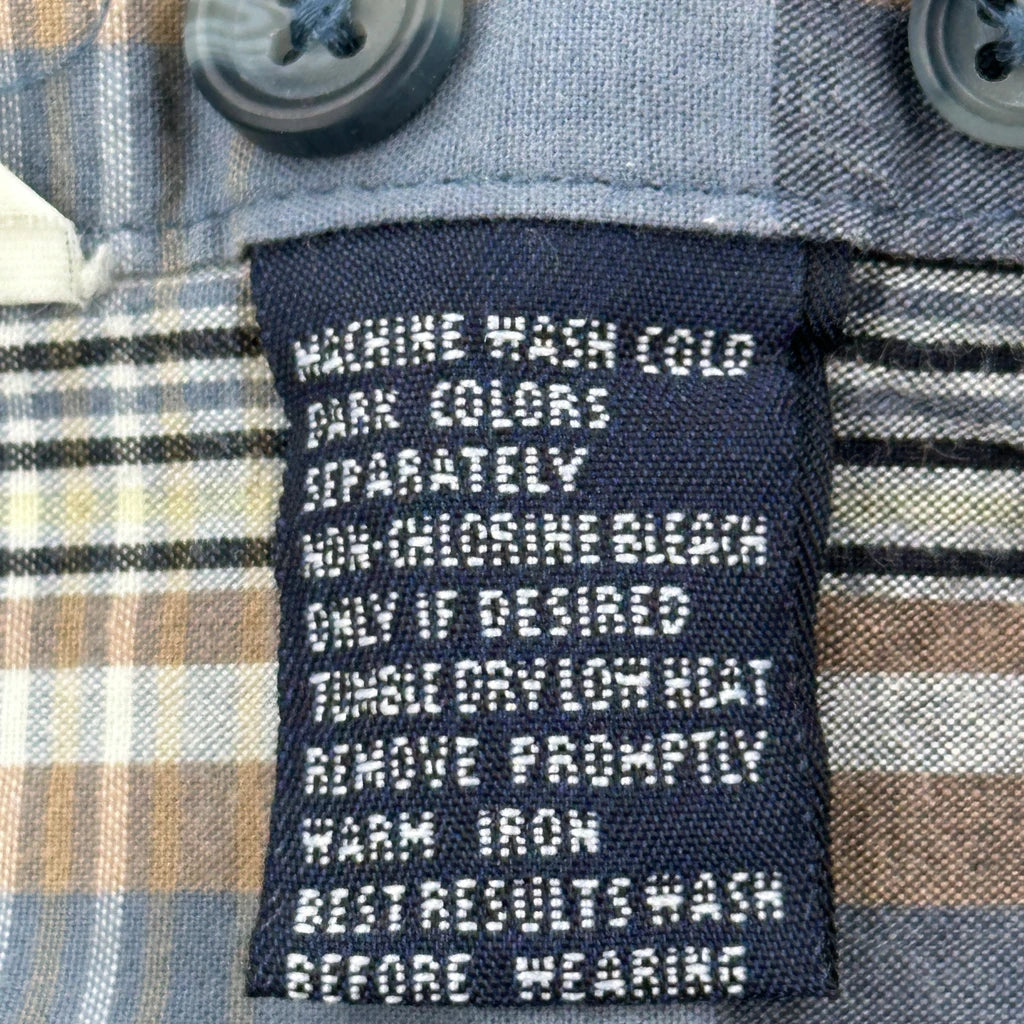 MACHINE WASH COLD
DARK COLORS
SEPARATELY
NON-CHLORINE BLEACH
ONLY IF DESIRED
TUMBLE DRY LOW HEAT
REMOVE PROMPTLY
WARM IRON
BEST RESULTS WASH
BEFORE WEARING